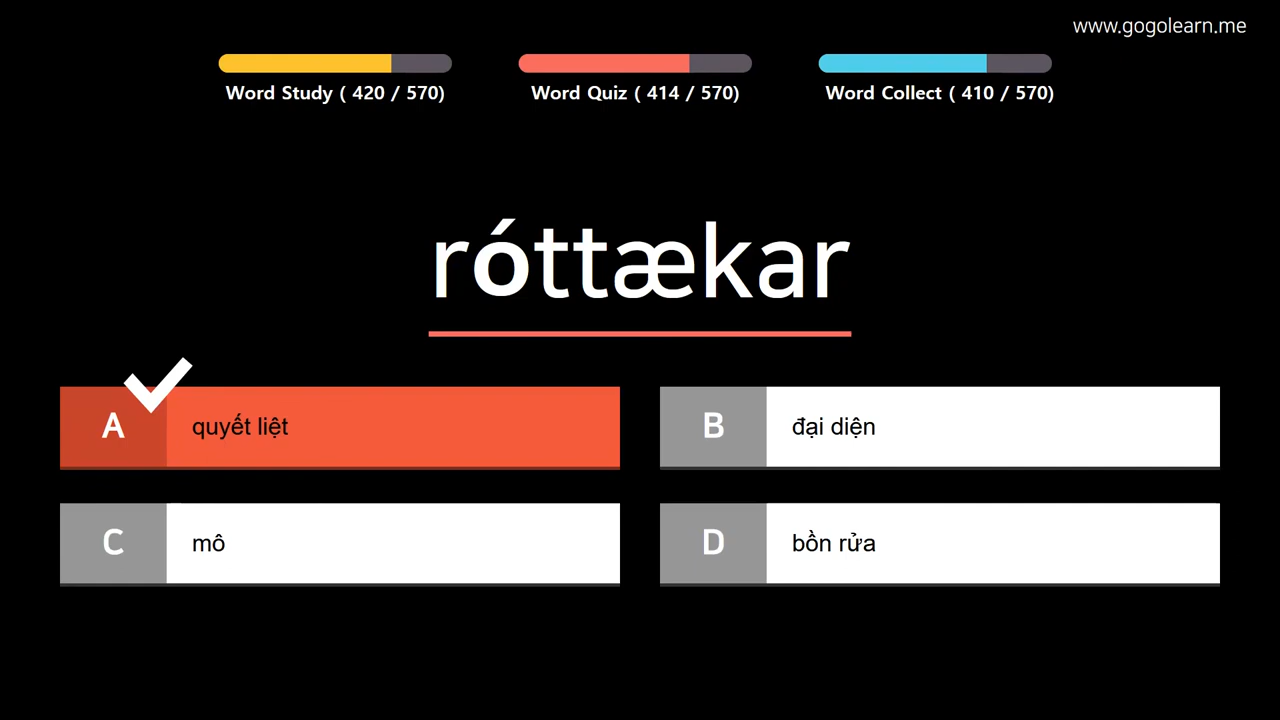 www.gogolearn.me
Word Study ( 420 / 570)
Word Quiz ( 414 / 570)
Word Collect ( 410 / 570)
róttækar
A
quyết liệt
B
đại diện
C
mô
D
bồn rửa